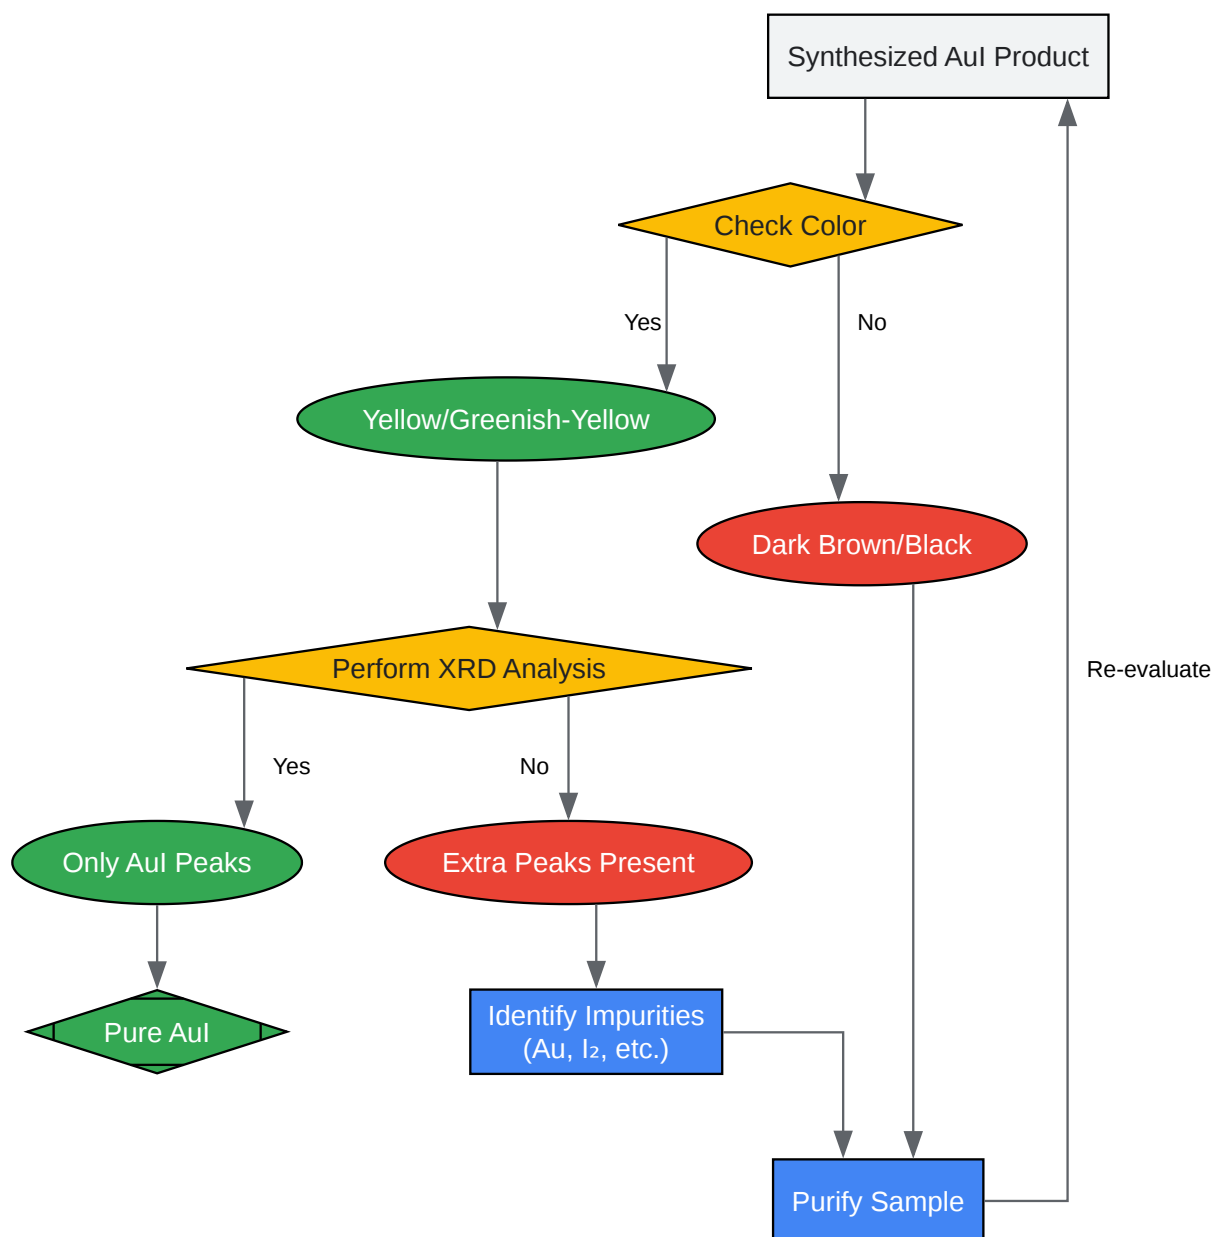 Synthesized AuI Product
Check Color
Yes
No
Yellow/Greenish-Yellow
Dark Brown/Black
Perform XRD Analysis
Re-evaluate
Yes
No
Only AuI Peaks
Extra Peaks Present
Identify Impurities
(Au, I₂, etc.)
Pure AuI
Purify Sample